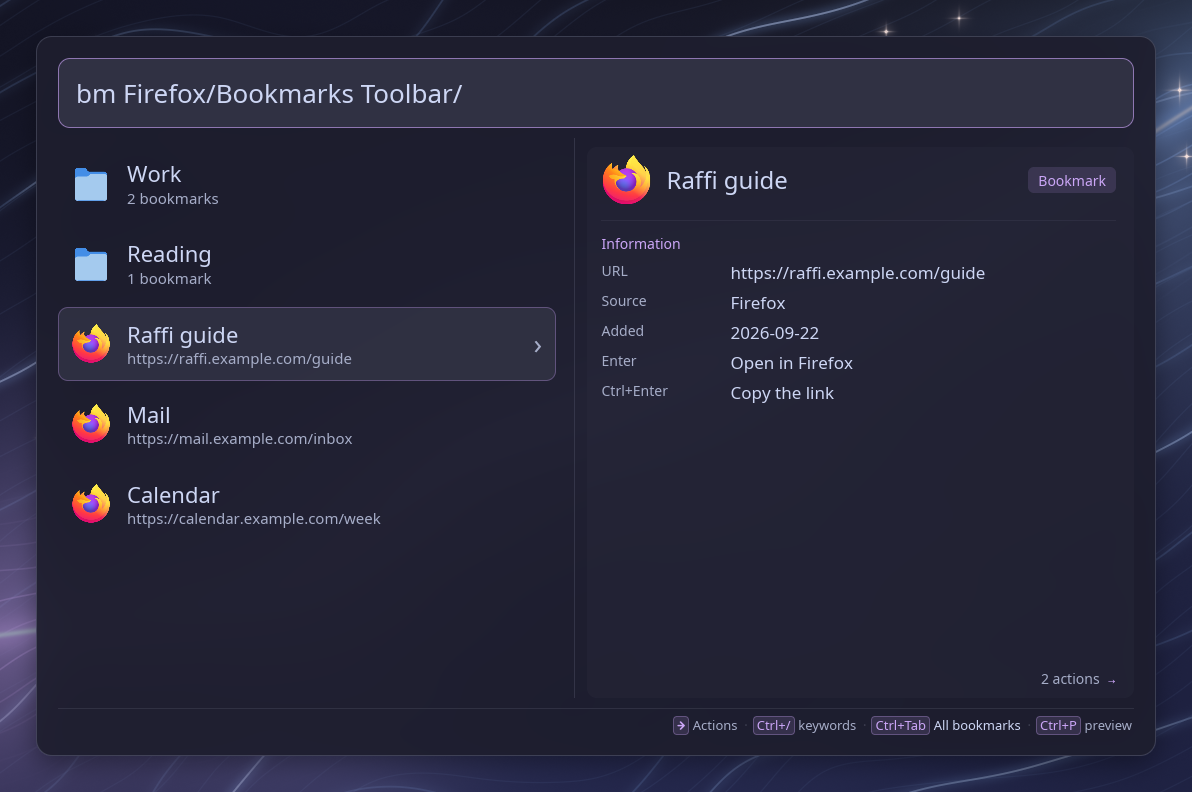 bm Firefox/Bookmarks Toolbar/
Work
2 bookmarks
Reading
1 bookmark
Raffi guide
https://raffi.example.com/guide
›
Mail
https://mail.example.com/inbox
Calendar
https://calendar.example.com/week
Raffi guide
Bookmark
Information
URL https://raffi.example.com/guide
Source Firefox
Added 2026-09-22
Enter Open in Firefox
Ctrl+Enter Copy the link
2 actions →
→ Actions · Ctrl+/ keywords · Ctrl+Tab All bookmarks · Ctrl+P preview